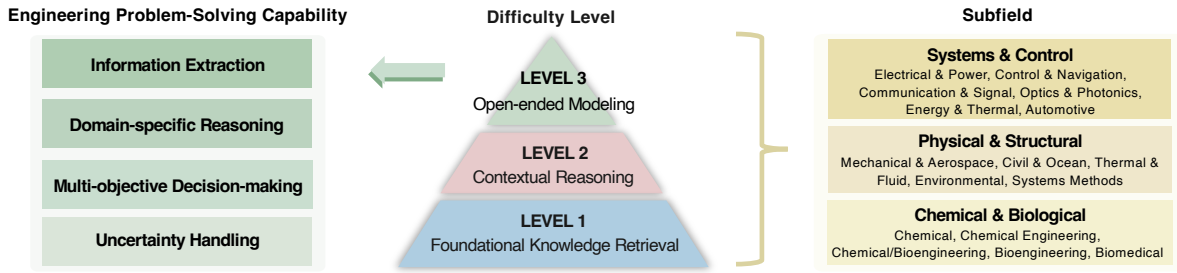 Engineering Problem-Solving Capability
Information Extraction
Domain-specific Reasoning
Multi-objective Decision-making
Uncertainty Handling
Difficulty Level
LEVEL 3
Open-ended Modeling
LEVEL 2
Contextual Reasoning
LEVEL 1
Foundational Knowledge Retrieval
Subfield
Systems & Control
Electrical & Power, Control & Navigation,
Communication & Signal, Optics & Photonics,
Energy & Thermal, Automotive
Physical & Structural
Mechanical & Aerospace, Civil & Ocean, Thermal &
Fluid, Environmental, Systems Methods
Chemical & Biological
Chemical, Chemical Engineering,
Chemical/Bioengineering, Bioengineering, Biomedical